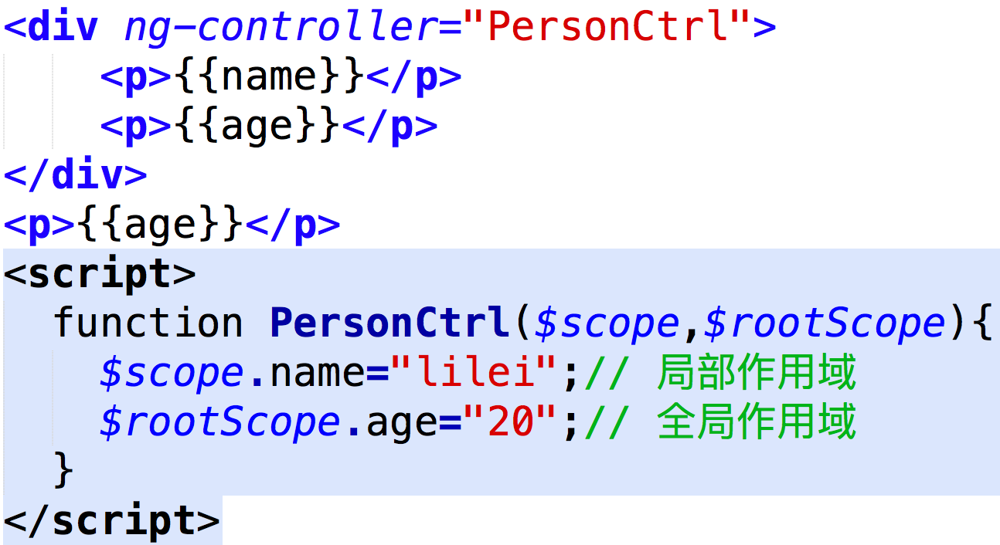 <div ng-controller="PersonCtrl">
<p>{{name}}</p>
<p>{{age}}</p>
</div>
<p>{{age}}</p>
<script>
function PersonCtrl($scope,$rootScope){
$scope.name="lilei";// 局部作用域
$rootScope.age="20";// 全局作用域
}
</script>